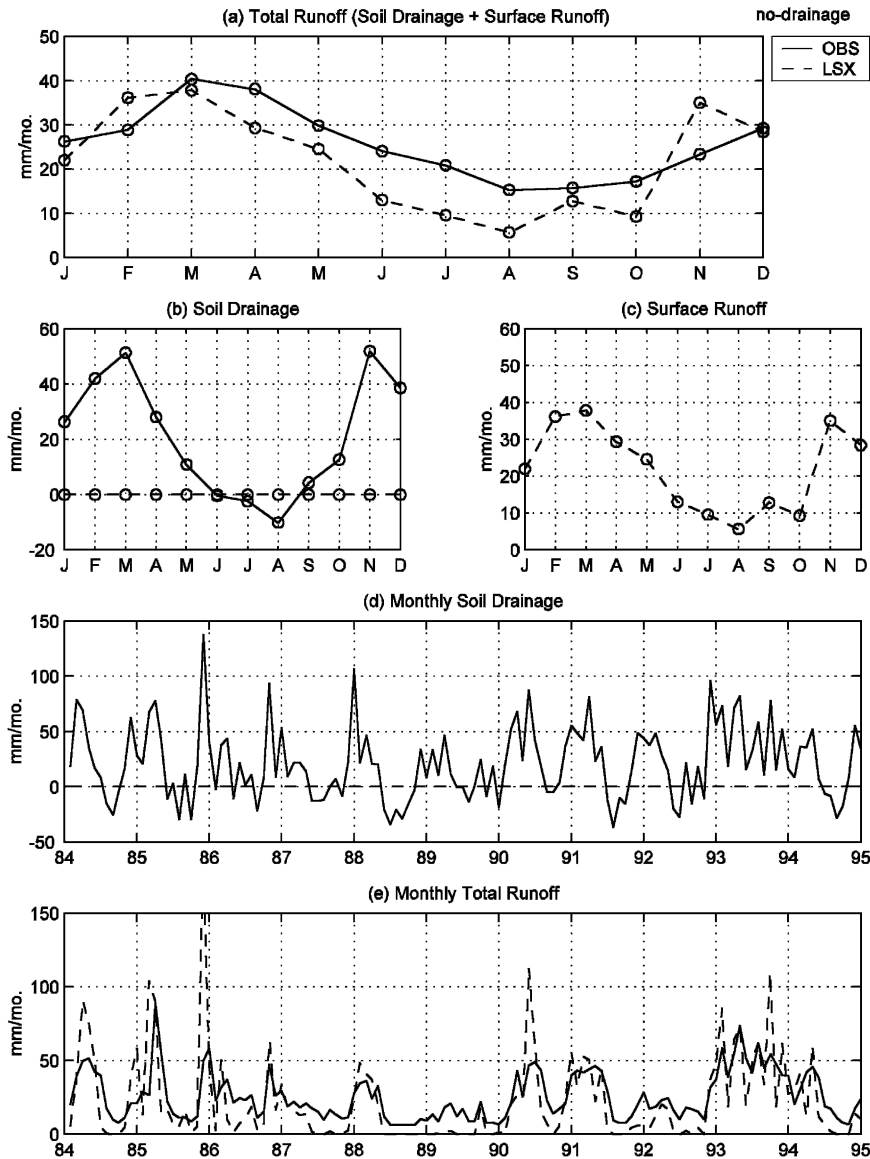 (a) Total Runoff (Soil Drainage + Surface Runoff)
no-drainage
OBS
LSX
mm/mo.
50
40
30
20
10
0
J F M A M J J A S O N D
(b) Soil Drainage
mm/mo.
60
40
20
0
-20
J F M A M J J A S O N D
(c) Surface Runoff
mm/mo.
60
50
40
30
20
10
0
J F M A M J J A S O N D
(d) Monthly Soil Drainage
mm/mo.
150
100
50
0
-50
84 85 86 87 88 89 90 91 92 93 94 95
(e) Monthly Total Runoff
mm/mo.
150
100
50
0
84 85 86 87 88 89 90 91 92 93 94 95